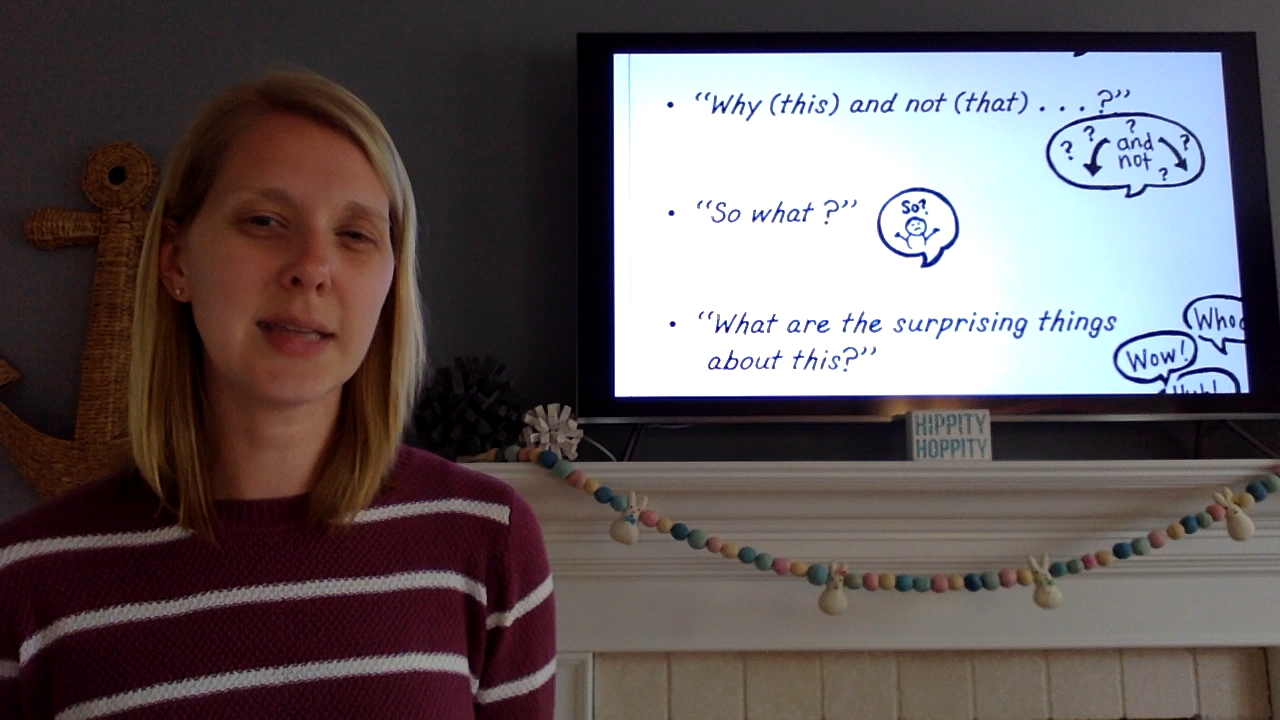 • “Why (this) and not (that) . . . ?”
? ? ? and ?
not ?
• “So what ?”
So?
• “What are the surprising things
about this?”
Wow!
Huh!
HIPPITY
HOPPITY